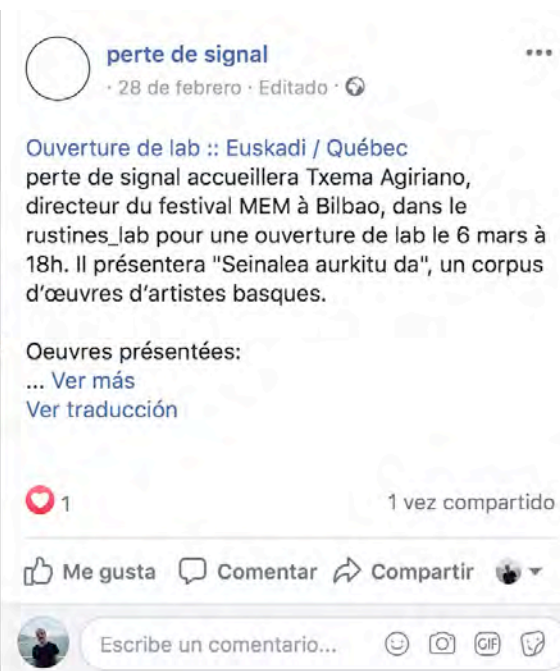 perte de signal
· 28 de febrero · Editado ·
Ouverture de lab :: Euskadi / Québec
perte de signal accueillera Txema Agiriano,
directeur du festival MEM à Bilbao, dans le
rustines_lab pour une ouverture de lab le 6 mars à
18h. Il présentera "Seinalea aurkitu da", un corpus
d'œuvres d'artistes basques.
Oeuvres présentées:
... Ver más
Ver traducción
1 1 vez compartido
Me gusta Comentar Compartir
Escribe un comentario... GIF